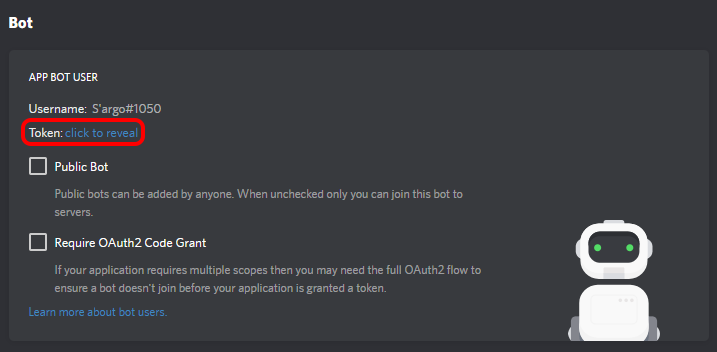 Bot
APP BOT USER
Username: S'argo#1050
Token: click to reveal
Public Bot
Public bots can be added by anyone. When unchecked only you can join this bot to
servers.
Require OAuth2 Code Grant
If your application requires multiple scopes then you may need the full OAuth2 flow to
ensure a bot doesn't join before your application is granted a token.
Learn more about bot users.